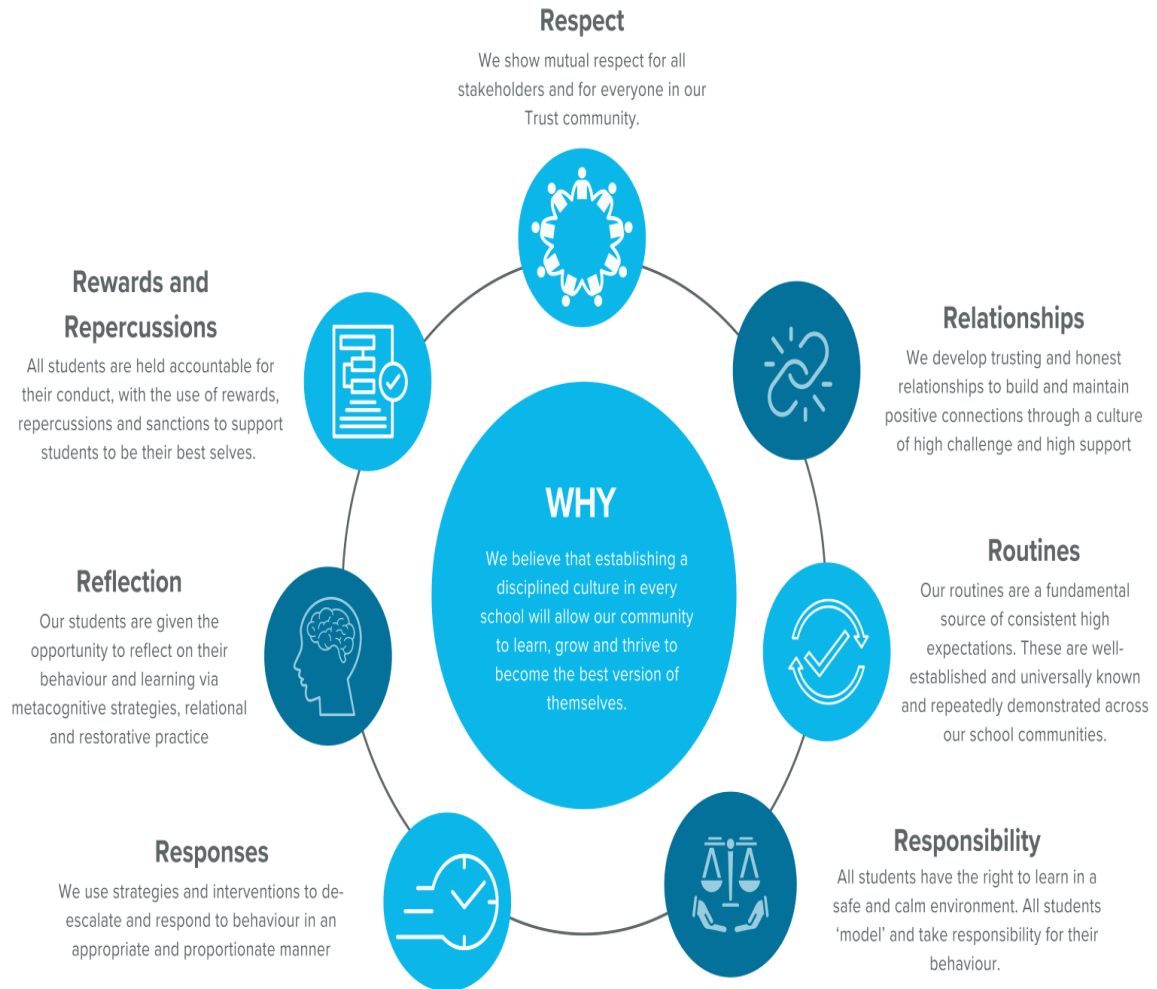 Respect
We show mutual respect for all
stakeholders and for everyone in our
Trust community.
Relationships
We develop trusting and honest
relationships to build and maintain
positive connections through a culture
of high challenge and high support
Routines
Our routines are a fundamental
source of consistent high
expectations. These are well-
established and universally known
and repeatedly demonstrated across
our school communities.
Responsibility
All students have the right to learn in a
safe and calm environment. All students
‘model’ and take responsibility for their
behaviour.
Responses
We use strategies and interventions to de-
escalate and respond to behaviour in an
appropriate and proportionate manner
Reflection
Our students are given the
opportunity to reflect on their
behaviour and learning via
metacognitive strategies, relational
and restorative practice
Rewards and
Repercussions
All students are held accountable for
their conduct, with the use of rewards,
repercussions and sanctions to support
students to be their best selves.
WHY
We believe that establishing a
disciplined culture in every
school will allow our community
to learn, grow and thrive to
become the best version of
themselves.